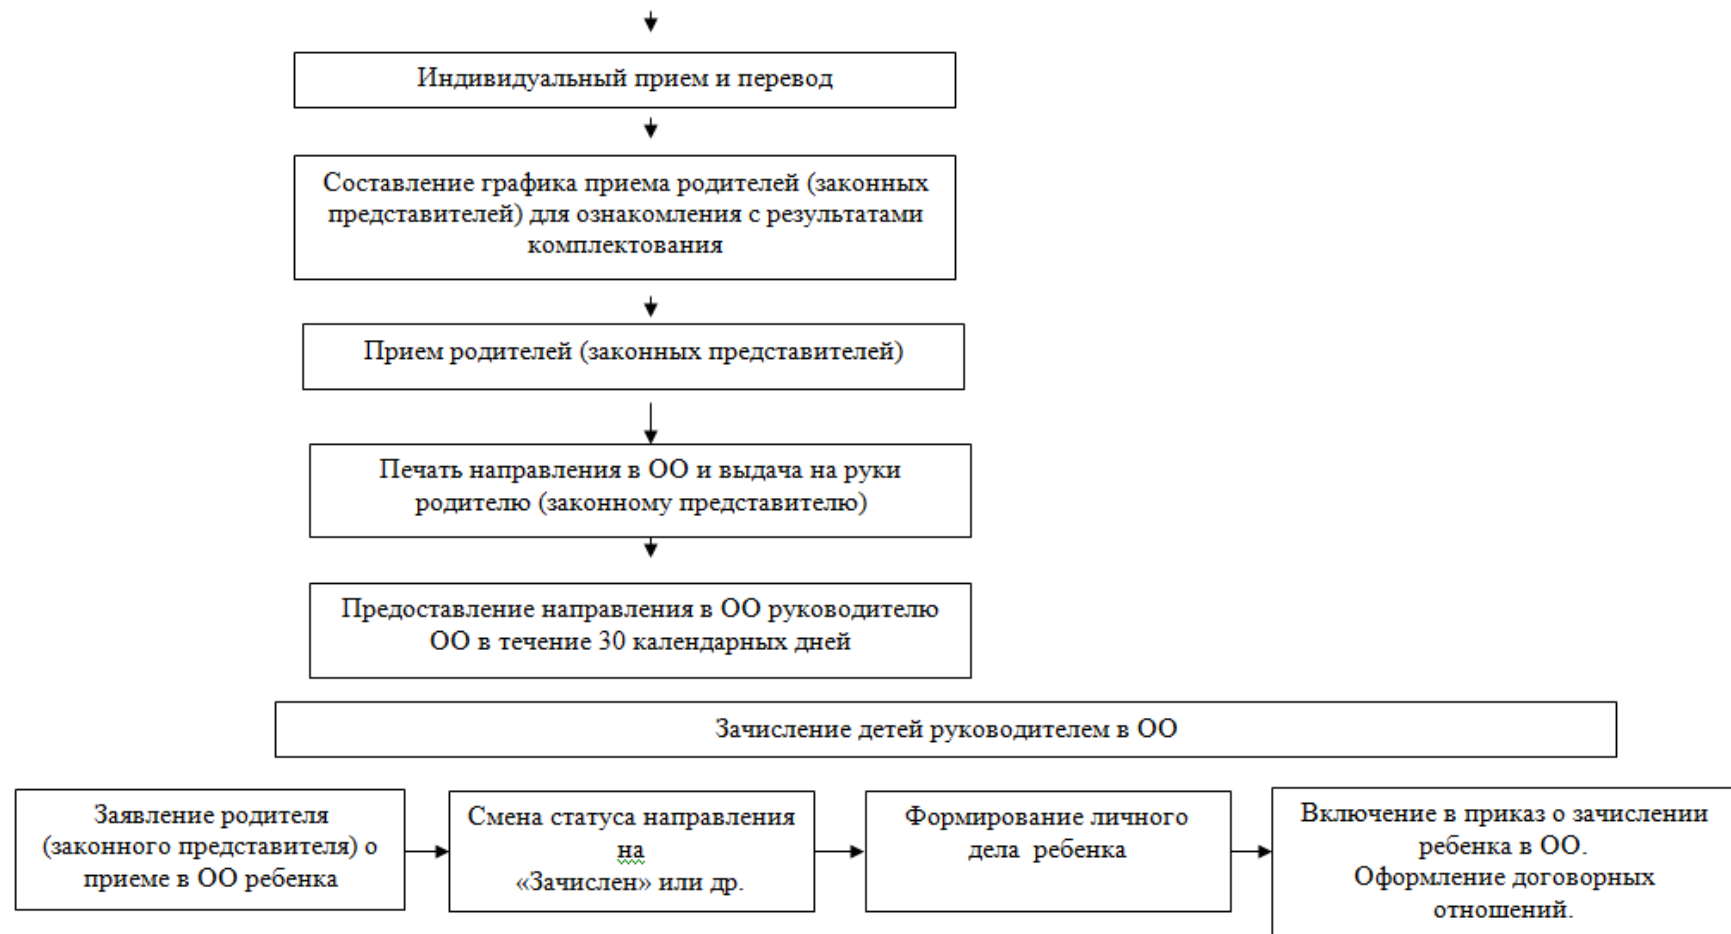 Индивидуальный прием и перевод
Составление графика приема родителей (законных
представителей) для ознакомления с результатами
комплектования
Прием родителей (законных представителей)
Печать направления в ОО и выдача на руки
родителю (законному представителю)
Предоставление направления в ОО руководителю
ОО в течение 30 календарных дней
Зачисление детей руководителем в ОО
Заявление родителя
(законного представителя) о
приеме в ОО ребенка
Смена статуса направления
на
«Зачислен» или др.
Формирование личного
дела  ребенка
Включение в приказ о зачислении
ребенка в ОО.
Оформление договорных
отношений.